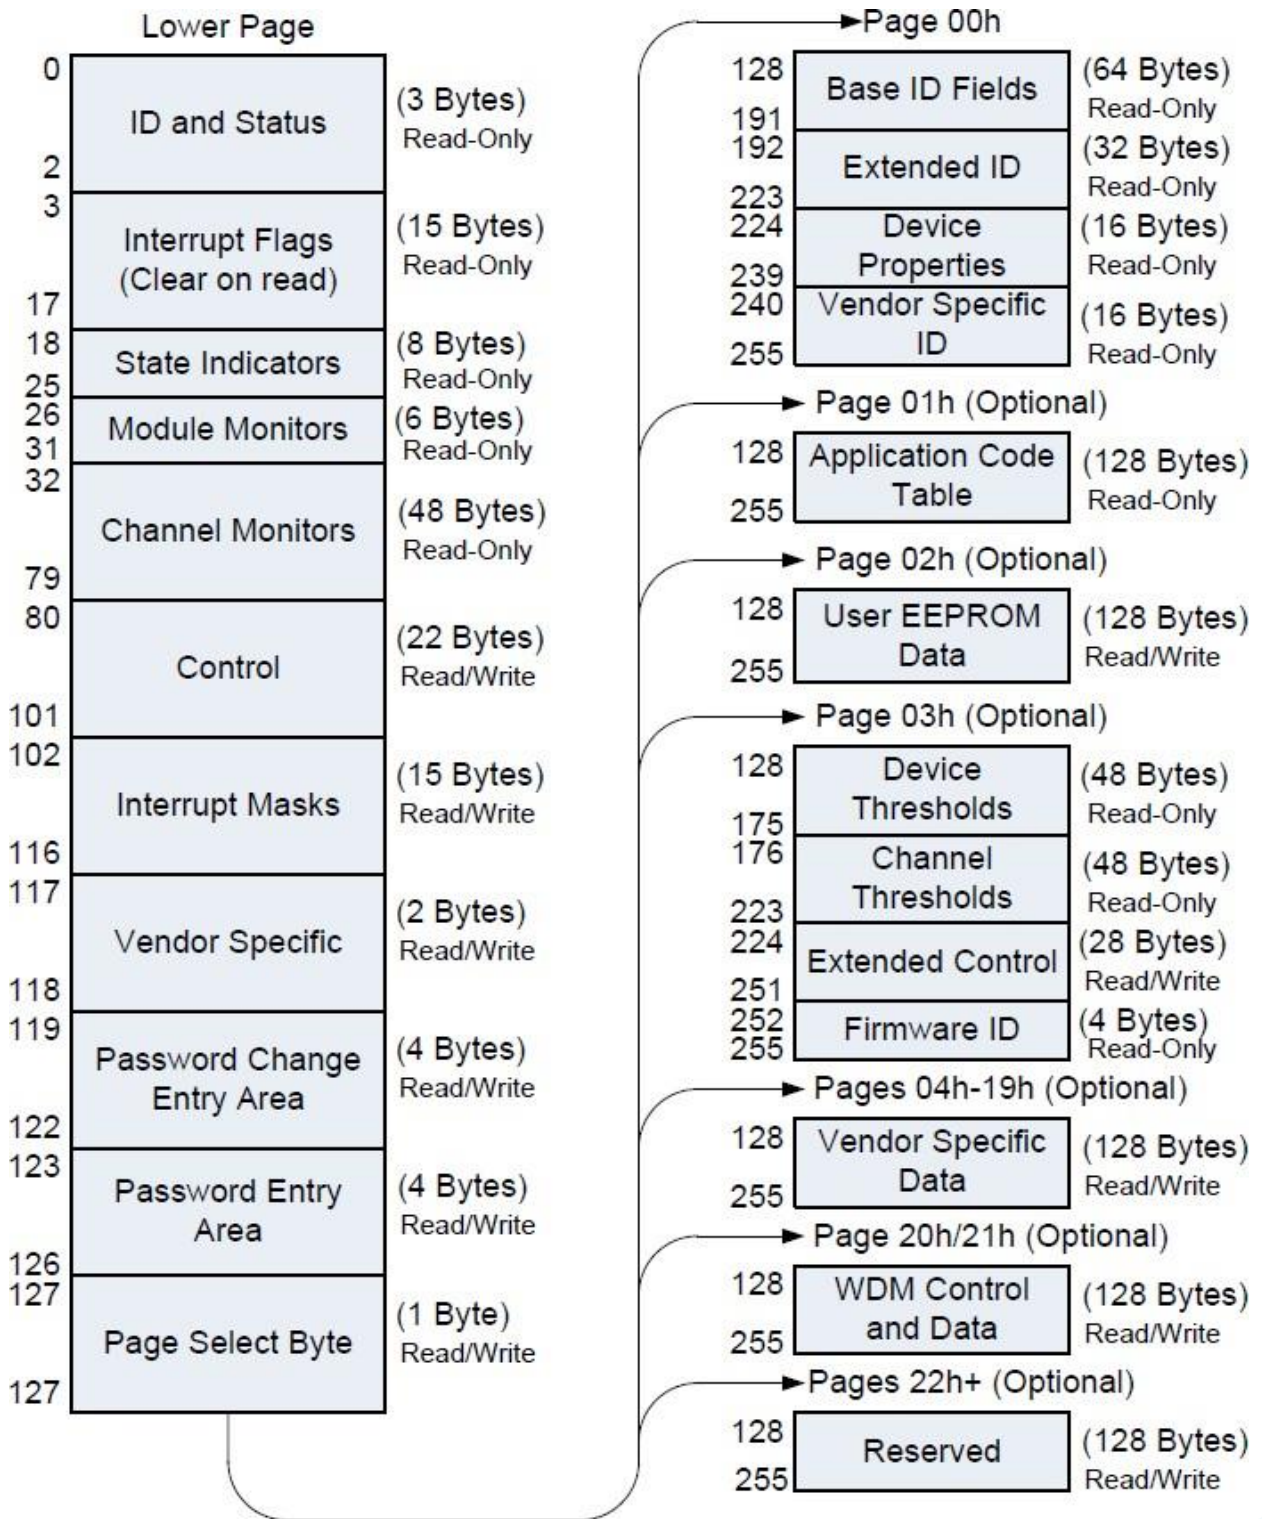 Lower Page
0
ID and Status
(3 Bytes)
Read-Only
2
3
Interrupt Flags
(Clear on read)
(15 Bytes)
Read-Only
17
18
State Indicators
(8 Bytes)
Read-Only
25
26
Module Monitors
(6 Bytes)
Read-Only
31
32
Channel Monitors
(48 Bytes)
Read-Only
79
80
Control
(22 Bytes)
Read/Write
101
102
Interrupt Masks
(15 Bytes)
Read/Write
116
117
Vendor Specific
(2 Bytes)
Read/Write
118
119
Password Change
Entry Area
(4 Bytes)
Read/Write
122
123
Password Entry
Area
(4 Bytes)
Read/Write
126
127
Page Select Byte
(1 Byte)
Read/Write
127
Page 00h
128
Base ID Fields
(64 Bytes)
Read-Only
191
192
Extended ID
(32 Bytes)
Read-Only
223
224
Device
Properties
(16 Bytes)
Read-Only
239
240
Vendor Specific
ID
(16 Bytes)
Read-Only
255
Page 01h (Optional)
128
Application Code
Table
(128 Bytes)
Read-Only
255
Page 02h (Optional)
128
User EEPROM
Data
(128 Bytes)
Read/Write
255
Page 03h (Optional)
128
Device
Thresholds
(48 Bytes)
Read-Only
175
176
Channel
Thresholds
(48 Bytes)
Read-Only
223
224
Extended Control
(28 Bytes)
Read/Write
251
252
Firmware ID
(4 Bytes)
Read-Only
255
Pages 04h-19h (Optional)
128
Vendor Specific
Data
(128 Bytes)
Read/Write
255
Page 20h/21h (Optional)
128
WDM Control
and Data
(128 Bytes)
Read/Write
255
Pages 22h+ (Optional)
128
Reserved
(128 Bytes)
Read/Write
255